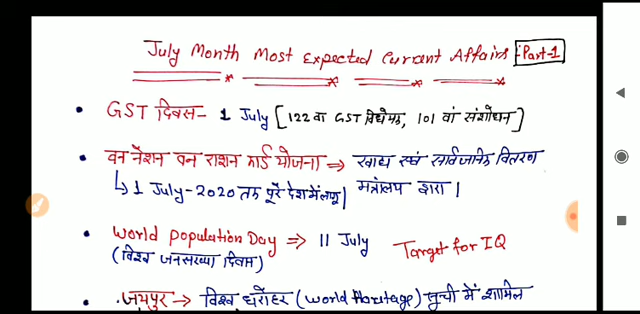 July Month Most Expected Current Affairs Part-1
• GST दिवस - 1 July [122 वा GST विधेयक, 101 वां संशोधन]
• वन नेशन वन राशन कार्ड योजना ⇒ खाद्य एवं सार्वजनिक वितरण
↳ 1 July-2020 तक पूरे देश में लागू। मंत्रालय द्वारा।
• World Population Day ⇒ 11 July Target for IQ
(विश्व जनसंख्या दिवस)
• जयपुर → विश्व धरोहर (World Heritage) सूची में शामिल